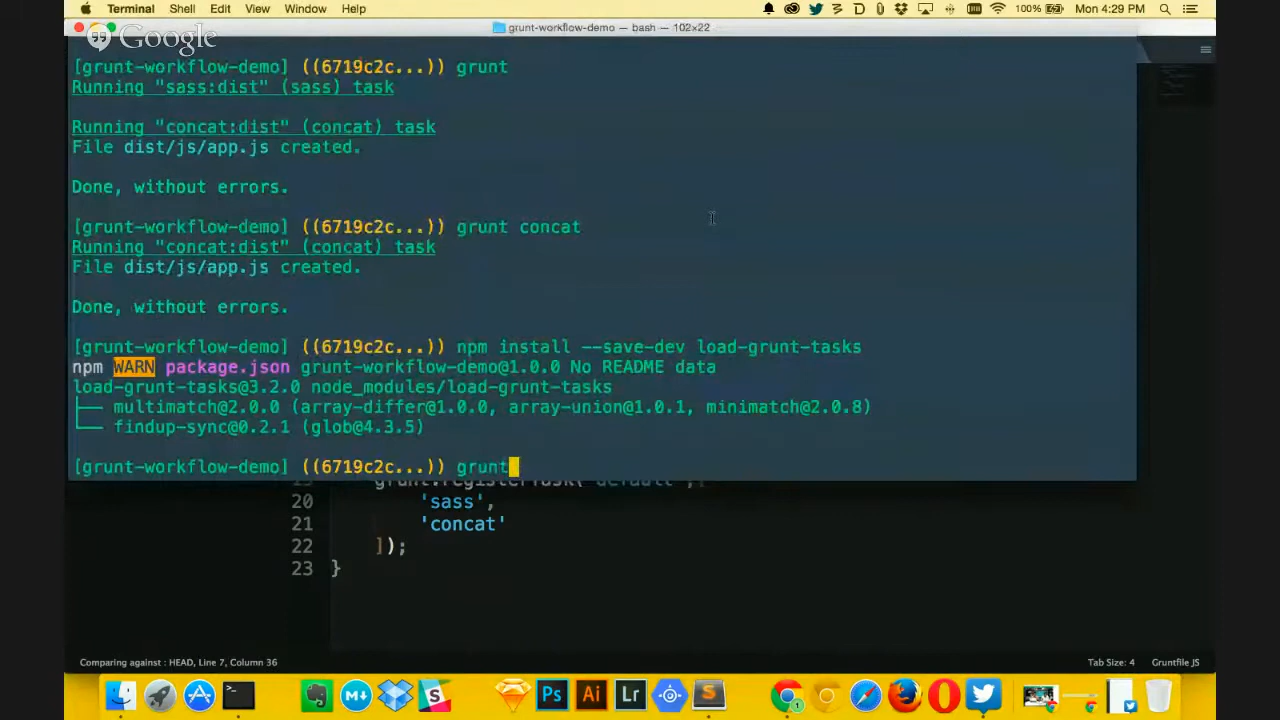 Terminal Shell Edit View Window Help 100% Mon 4:29 PM
grunt-workflow-demo — bash — 102×22
Google
[grunt-workflow-demo] ((6719c2c...)) grunt
Running "sass:dist" (sass) task
Running "concat:dist" (concat) task
File dist/js/app.js created.
Done, without errors.
[grunt-workflow-demo] ((6719c2c...)) grunt concat
Running "concat:dist" (concat) task
File dist/js/app.js created.
Done, without errors.
[grunt-workflow-demo] ((6719c2c...)) npm install --save-dev load-grunt-tasks
npm WARN package.json grunt-workflow-demo@1.0.0 No README data
load-grunt-tasks@3.2.0 node_modules/load-grunt-tasks
├── multimatch@2.0.0 (array-differ@1.0.0, array-union@1.0.1, minimatch@2.0.8)
└── findup-sync@0.2.1 (glob@4.3.5)
[grunt-workflow-demo] ((6719c2c...)) grunt
20 'sass',
21 'concat'
22 ]);
23 }
Comparing against : HEAD, Line 7, Column 36 Tab Size: 4 Gruntfile JS
>_ M↓ S Ps Ai Lr S 1